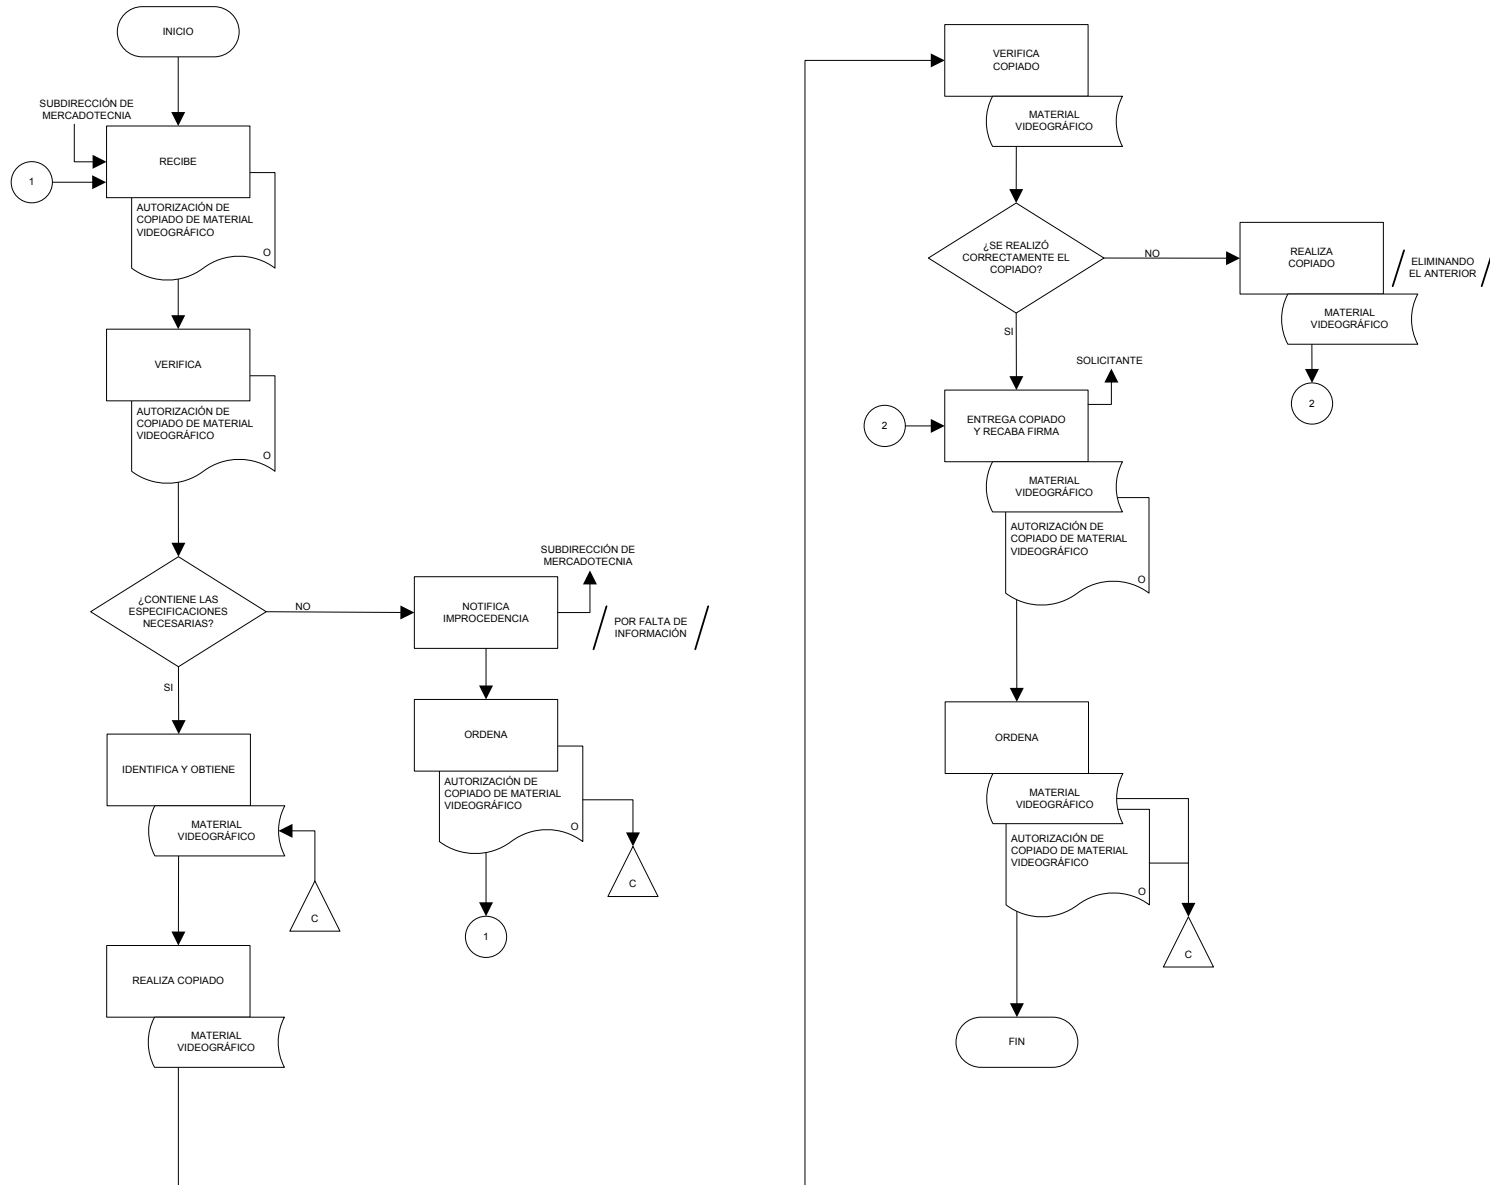 INICIO
SUBDIRECCIÓN DE
MERCADOTECNIA
RECIBE
1
AUTORIZACIÓN DE
COPIADO DE MATERIAL
VIDEOGRÁFICO
O
VERIFICA
AUTORIZACIÓN DE
COPIADO DE MATERIAL
VIDEOGRÁFICO
O
¿CONTIENE LAS
ESPECIFICACIONES
NECESARIAS?
NO
SUBDIRECCIÓN DE
MERCADOTECNIA
NOTIFICA
IMPROCEDENCIA
POR FALTA DE
INFORMACIÓN
ORDENA
AUTORIZACIÓN DE
COPIADO DE MATERIAL
VIDEOGRÁFICO
O
C
1
SI
IDENTIFICA Y OBTIENE
MATERIAL
VIDEOGRÁFICO
C
REALIZA COPIADO
MATERIAL
VIDEOGRÁFICO
VERIFICA
COPIADO
MATERIAL
VIDEOGRÁFICO
¿SE REALIZÓ
CORRECTAMENTE EL
COPIADO?
NO
REALIZA
COPIADO
ELIMINANDO
EL ANTERIOR
MATERIAL
VIDEOGRÁFICO
2
SI
SOLICITANTE
2
ENTREGA COPIADO
Y RECABA FIRMA
MATERIAL
VIDEOGRÁFICO
AUTORIZACIÓN DE
COPIADO DE MATERIAL
VIDEOGRÁFICO
O
ORDENA
MATERIAL
VIDEOGRÁFICO
AUTORIZACIÓN DE
COPIADO DE MATERIAL
VIDEOGRÁFICO
O
C
FIN